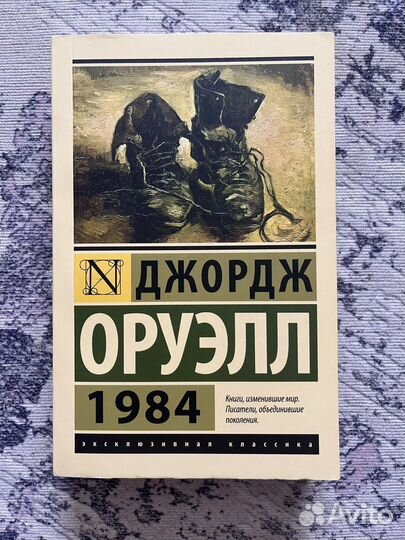 N ДЖОРДЖ
ОРУЭЛЛ
1984
Книги, изменившие мир.
Писатели, объединившие
поколения.
эксклюзивная классика
Avito